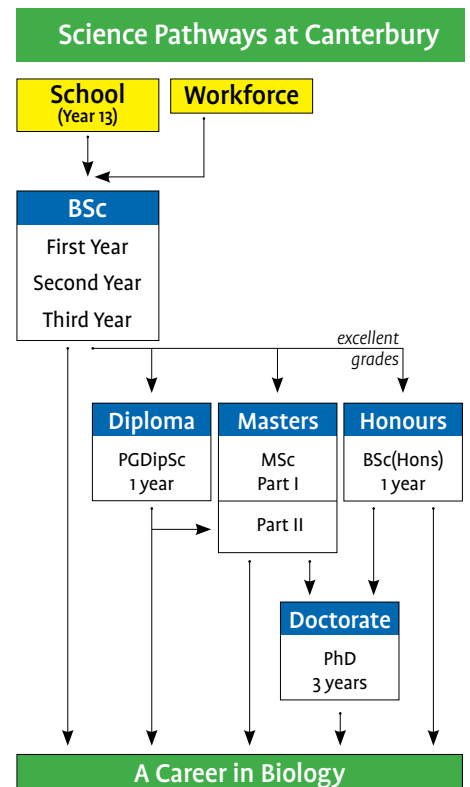 Science Pathways at Canterbury
School
(Year 13)
Workforce
BSc
First Year
Second Year
Third Year
excellent
grades
Diploma
PGDipSc
1 year
Masters
MSc
Part I
Part II
Honours
BSc(Hons)
1 year
Doctorate
PhD
3 years
A Career in Biology